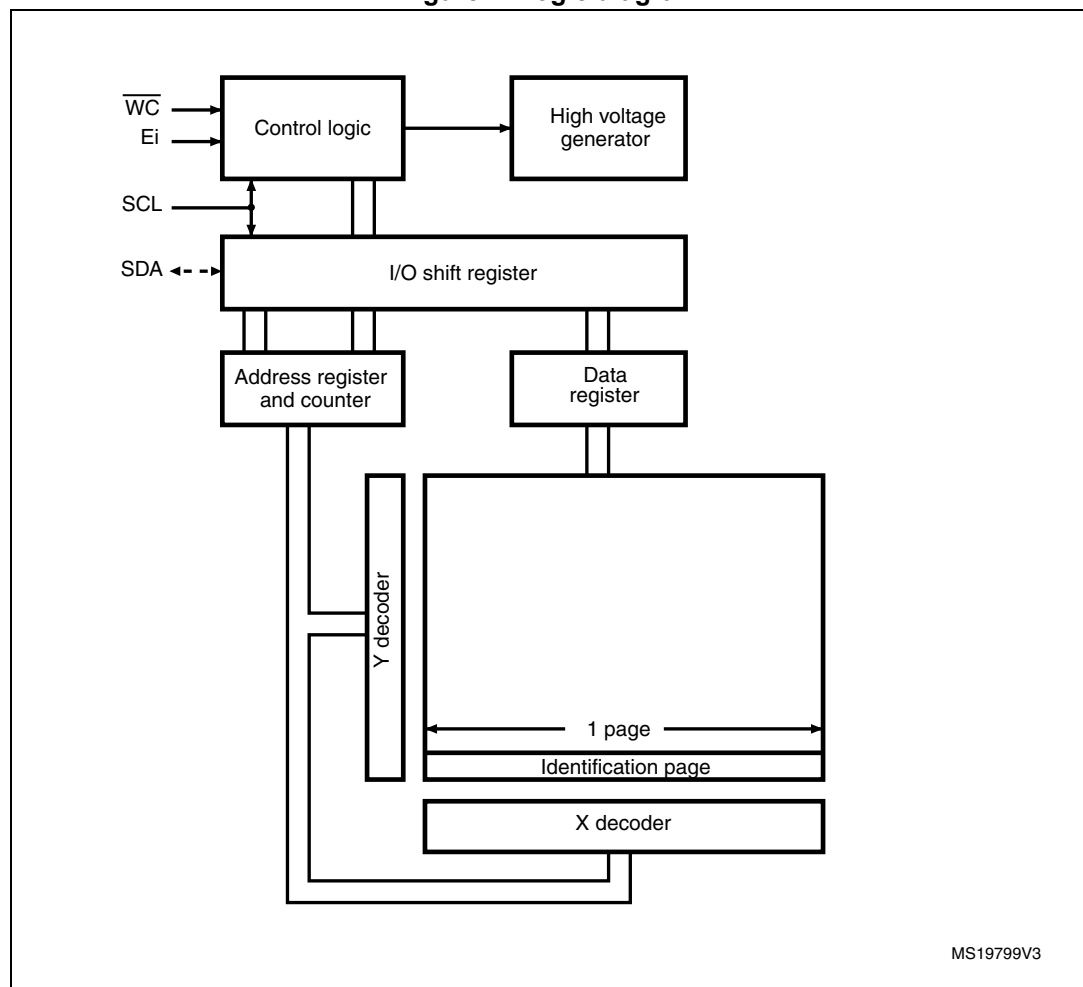 WC
Ei
SCL
SDA
Control logic
High voltage
generator
I/O shift register
Address register
and counter
Data
register
Y decoder
1 page
Identification page
X decoder
MS19799V3